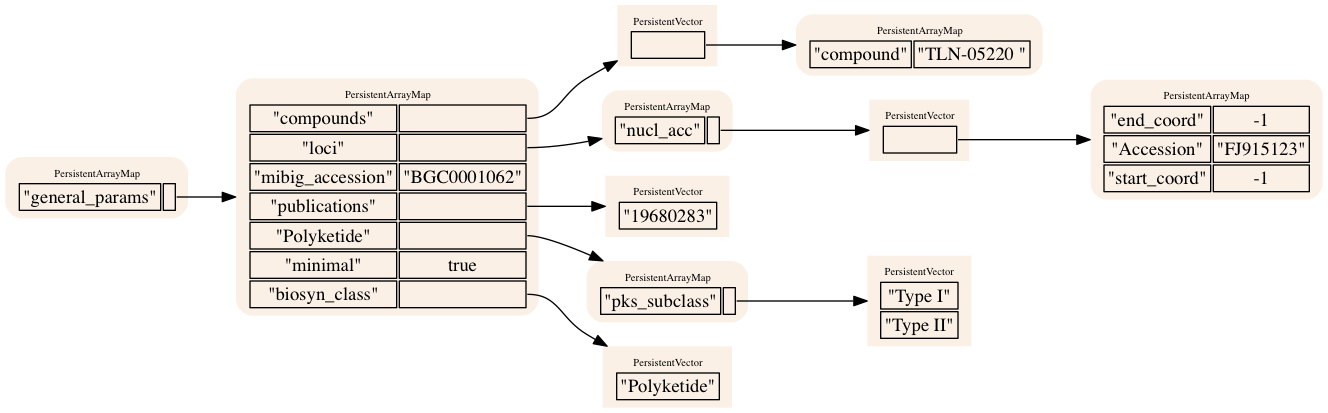 PersistentArrayMap
"general_params"
PersistentArrayMap
"compounds"
"loci"
"mibig_accession" "BGC0001062"
"publications"
"Polyketide"
"minimal" true
"biosyn_class"
PersistentVector
PersistentArrayMap
"compound" "TLN-05220 "
PersistentArrayMap
"nucl_acc"
PersistentVector
PersistentArrayMap
"end_coord" -1
"Accession" "FJ915123"
"start_coord" -1
PersistentVector
"19680283"
PersistentArrayMap
"pks_subclass"
PersistentVector
"Type I"
"Type II"
PersistentVector
"Polyketide"